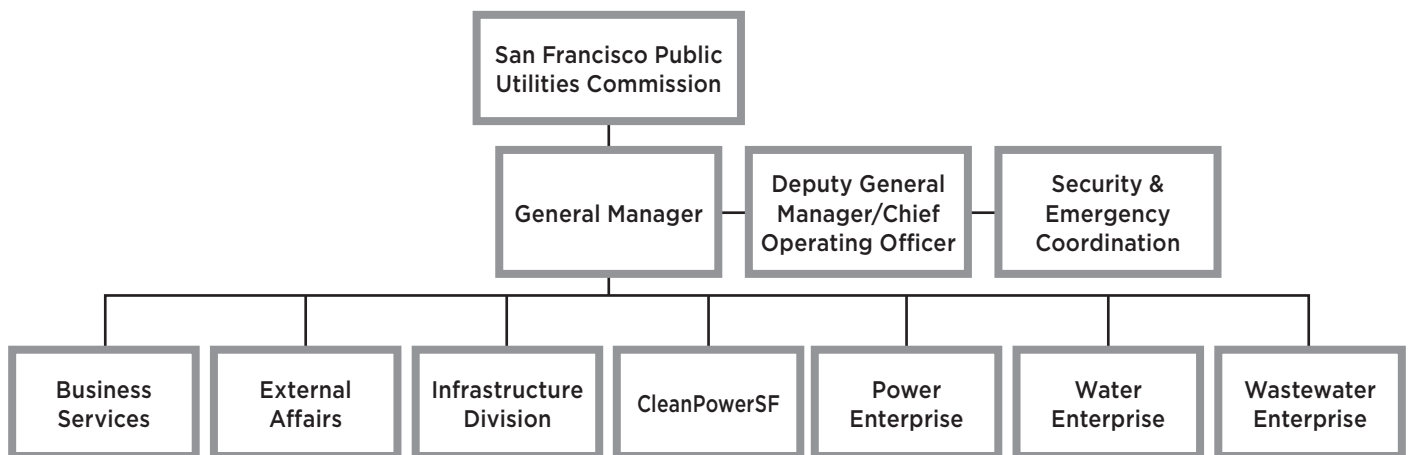 San Francisco Public
Utilities Commission
General Manager
Deputy General
Manager/Chief
Operating Officer
Security &
Emergency
Coordination
Business
Services
External
Affairs
Infrastructure
Division
CleanPowerSF
Power
Enterprise
Water
Enterprise
Wastewater
Enterprise